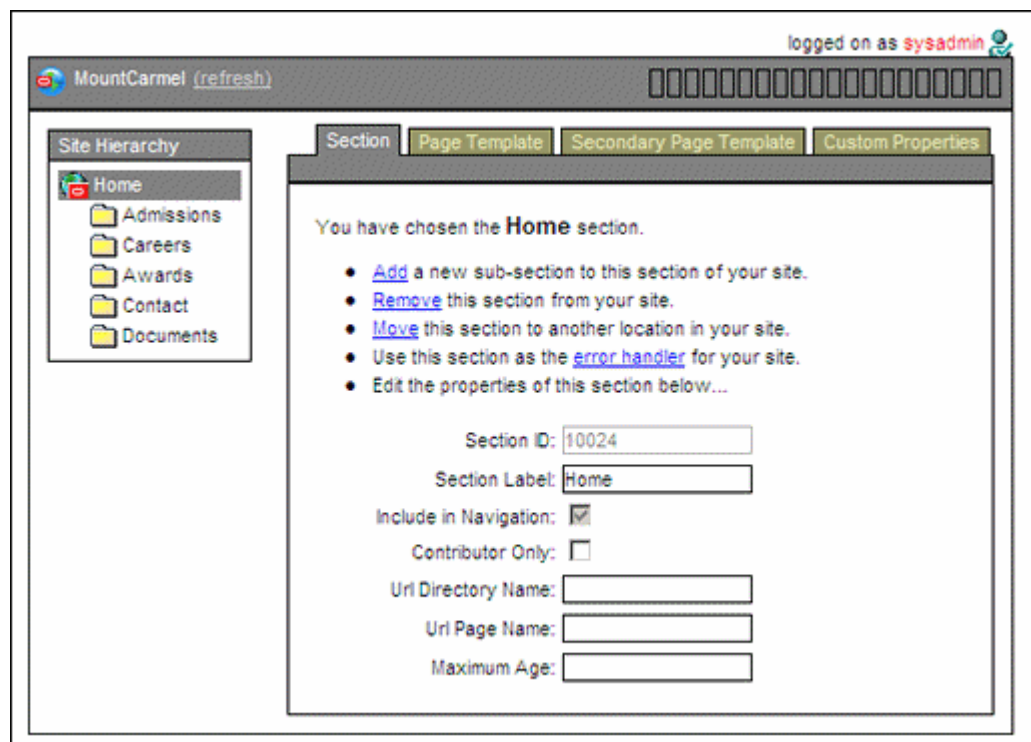 logged on as sysadmin
MountCarmel (refresh)
Site Hierarchy
Home
Admissions
Careers
Awards
Contact
Documents
Section Page Template Secondary Page Template Custom Properties
You have chosen the Home section.
• Add a new sub-section to this section of your site.
• Remove this section from your site.
• Move this section to another location in your site.
• Use this section as the error handler for your site.
• Edit the properties of this section below...
Section ID: 10024
Section Label: Home
Include in Navigation:
Contributor Only:
Url Directory Name:
Url Page Name:
Maximum Age: